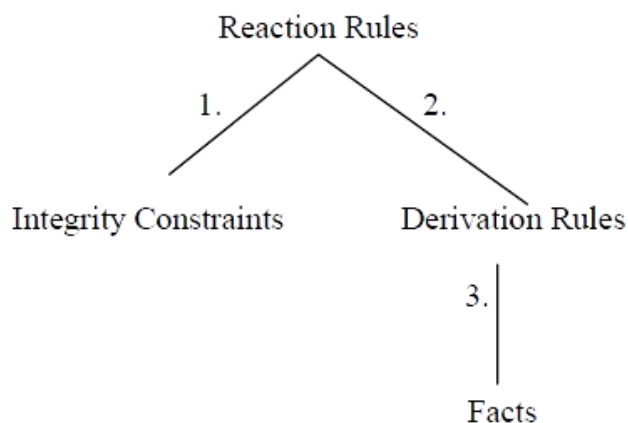 Reaction Rules
1.
2.
Integrity Constraints
Derivation Rules
3.
Facts